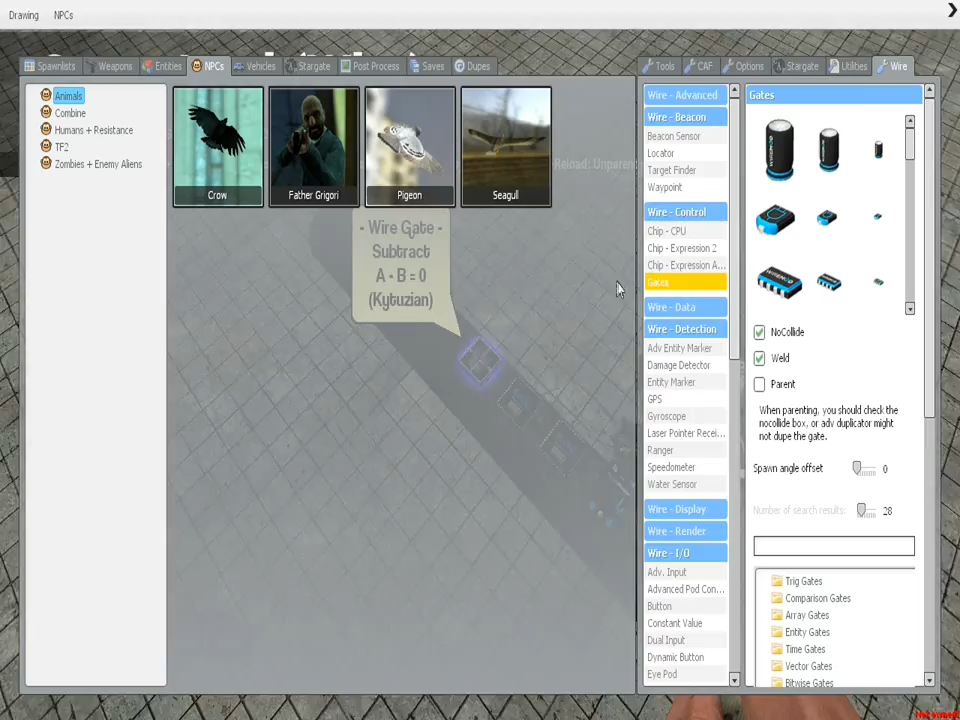 Drawing NPCs
Spawnlists Weapons Entities NPCs Vehicles Stargate Post Process Saves Dupes
Tools CAF Options Stargate Utilities Wire
Animals
Combine
Humans + Resistance
TF2
Zombies + Enemy Aliens
Crow
Father Grigori
Pigeon
Seagull
Reload: Unparent
- Wire Gate -
Subtract
A - B = 0
(Kytuzian)
Wire - Advanced
Wire - Beacon
Beacon Sensor
Locator
Target Finder
Waypoint
Wire - Control
Chip - CPU
Chip - Expression 2
Chip - Expression A...
Gates
Wire - Data
Wire - Detection
Adv Entity Marker
Damage Detector
Entity Marker
GPS
Gyroscope
Laser Pointer Recei...
Ranger
Speedometer
Water Sensor
Wire - Display
Wire - Render
Wire - I/O
Adv. Input
Advanced Pod Con...
Button
Constant Value
Dual Input
Dynamic Button
Eye Pod
Gates
NoCollide
Weld
Parent
When parenting, you should check the
nocollide box, or adv duplicator might
not dupe the gate.
Spawn angle offset 0
Number of search results: 28
Trig Gates
Comparison Gates
Array Gates
Entity Gates
Time Gates
Vector Gates
Bitwise Gates